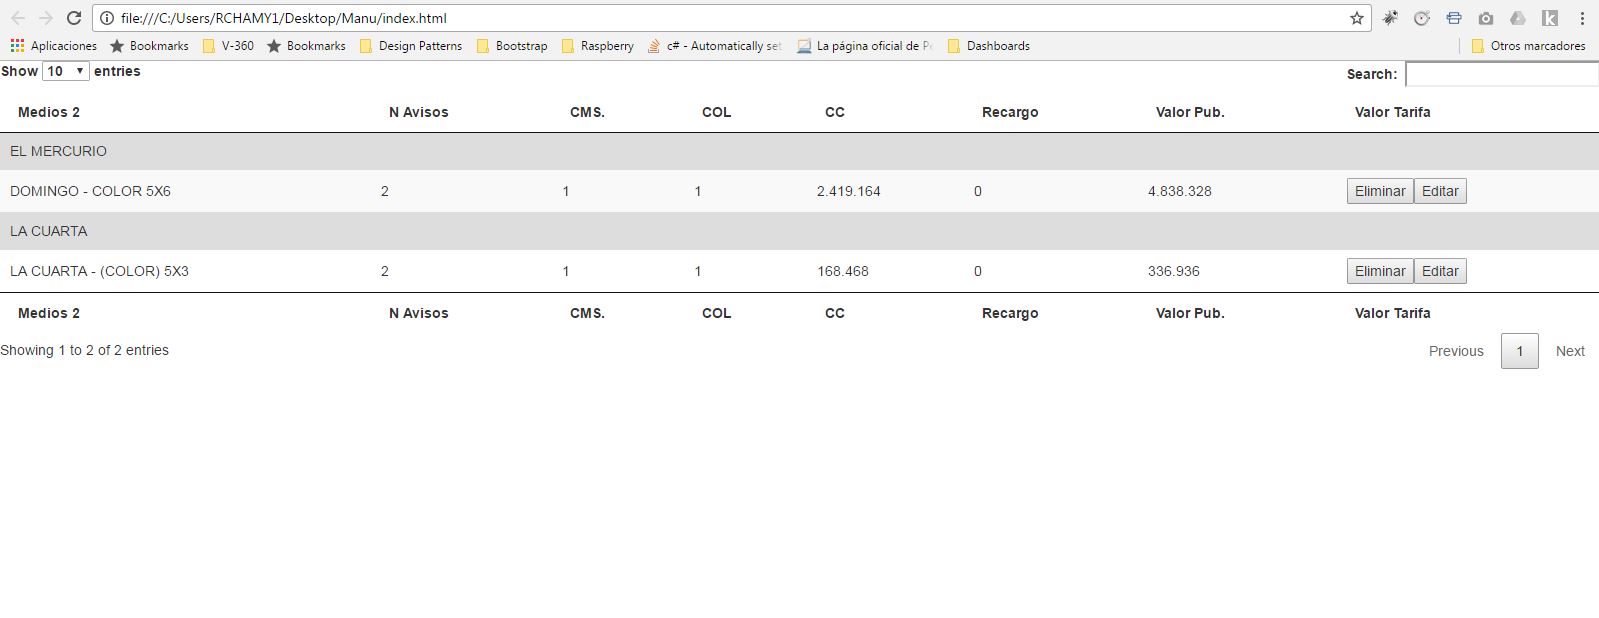 file:///C:/Users/RCHAMY1/Desktop/Manu/index.html
Aplicaciones Bookmarks V-360 Bookmarks Design Patterns Bootstrap Raspberry c# - Automatically set La página oficial de Pe Dashboards Otros marcadores
Show 10 entries Search:
Medios 2 N Avisos CMS. COL CC Recargo Valor Pub. Valor Tarifa
EL MERCURIO
DOMINGO - COLOR 5X6 2 1 1 2.419.164 0 4.838.328 Eliminar Editar
LA CUARTA
LA CUARTA - (COLOR) 5X3 2 1 1 168.468 0 336.936 Eliminar Editar
Medios 2 N Avisos CMS. COL CC Recargo Valor Pub. Valor Tarifa
Showing 1 to 2 of 2 entries Previous 1 Next